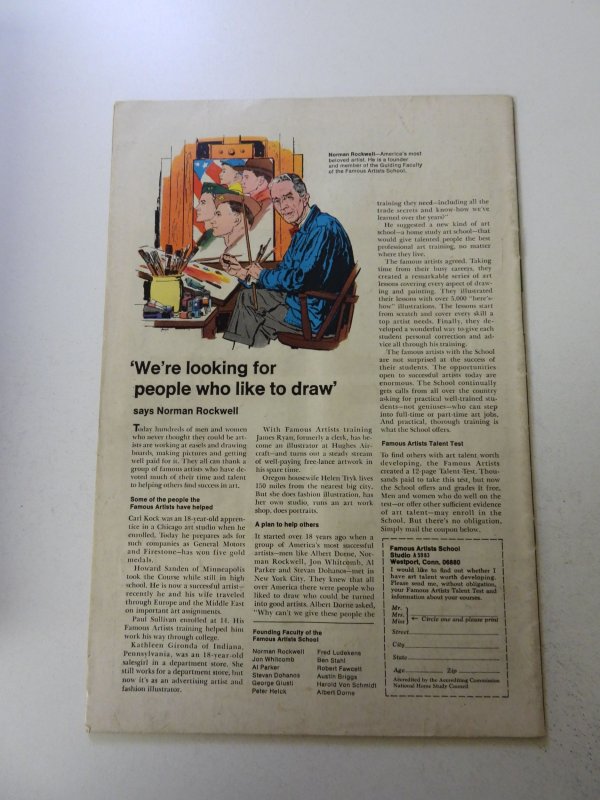 Norman Rockwell—America's most
beloved artist. He is a founder
and member of the Guiding Faculty
of the Famous Artists School.
'We're looking for
people who like to draw'
says Norman Rockwell
Today hundreds of men and women
who never thought they could be art-
ists are working at easels and drawing
boards, making pictures and getting
well paid for it. They all can thank a
group of famous artists who have de-
voted much of their time and talent
to helping others find success in art.
Some of the people the
Famous Artists have helped
Carl Kock was an 18-year-old appren-
tice in a Chicago art studio when he
enrolled. Today he prepares ads for
such companies as General Motors
and Firestone—has won five gold
medals.
Howard Sanden of Minneapolis
took the Course while still in high
school. He is now a successful artist—
recently he and his wife traveled
through Europe and the Middle East
on important art assignments.
Paul Sullivan enrolled at 14. His
Famous Artists training helped him
work his way through college.
Kathleen Gironda of Indiana,
Pennsylvania, was an 18-year-old
salesgirl in a department store. She
still works for a department store, but
now it's as an advertising artist and
fashion illustrator.
With Famous Artists training
James Ryan, formerly a clerk, has be-
come an illustrator at Hughes Air-
craft—and turns out a steady stream
of well-paying free-lance artwork in
his spare time.
Oregon housewife Helen Tryk lives
150 miles from the nearest big city.
But she does fashion illustration, has
her own studio, runs an art work
shop, does portraits.
A plan to help others
It started over 18 years ago when a
group of America's most successful
artists—men like Albert Dorne, Nor-
man Rockwell, Jon Whitcomb, Al
Parker and Stevan Dohanos—met in
New York City. They knew that all
over America there were people who
liked to draw who could be turned
into good artists. Albert Dorne asked,
"Why can't we give these people the
Founding Faculty of the
Famous Artists School
Norman Rockwell
Jon Whitcomb
Al Parker
Stevan Dohanos
George Giusti
Peter Helck
Fred Ludekens
Ben Stahl
Robert Fawcett
Austin Briggs
Harold Von Schmidt
Albert Dorne
training they need—including all the
trade secrets and know-how we've
learned over the years?"
He suggested a new kind of art
school—a home study art school—that
would give talented people the best
professional art training, no matter
where they live.
The famous artists agreed. Taking
time from their busy careers, they
created a remarkable series of art
lessons covering every aspect of draw-
ing and painting. They illustrated
their lessons with over 5,000 "here's-
how" illustrations. The lessons start
from scratch and cover every skill a
top artist needs. Finally, they de-
veloped a wonderful way to give each
student personal correction and ad-
vice all through his training.
The famous artists with the School
are not surprised at the success of
their students. The opportunities
open to successful artists today are
enormous. The School continually
gets calls from all over the country
asking for practical well-trained stu-
dents—not geniuses—who can step
into full-time or part-time art jobs.
And practical, thorough training is
what the School offers.
Famous Artists Talent Test
To find others with art talent worth
developing, the Famous Artists
created a 12-page Talent Test. Thou-
sands paid to take this test, but now
the School offers and grades it free.
Men and women who do well on the
test—or offer other sufficient evidence
of art talent—may enroll in the
School. But there's no obligation.
Simply mail the coupon below.
Famous Artists School
Studio A 5983
Westport, Conn. 06880
I would like to find out whether I
have art talent worth developing.
Please send me, without obligation,
your Famous Artists Talent Test and
information about your courses.
Mr.
Mrs.
Miss ← Circle one and please print
Street
City
State
Age Zip
Accredited by the Accrediting Commission
National Home Study Council